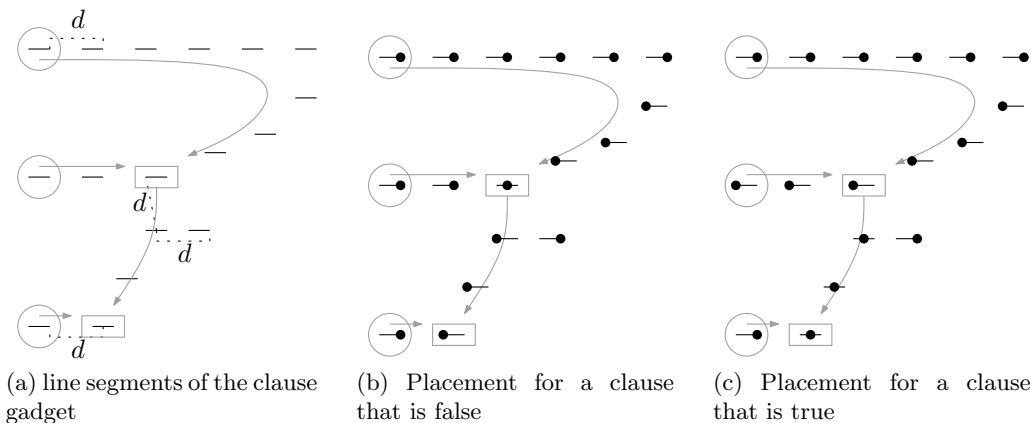 d
d
d
d
(a) line segments of the clause
gadget
(b) Placement for a clause
that is false
(c) Placement for a clause
that is true